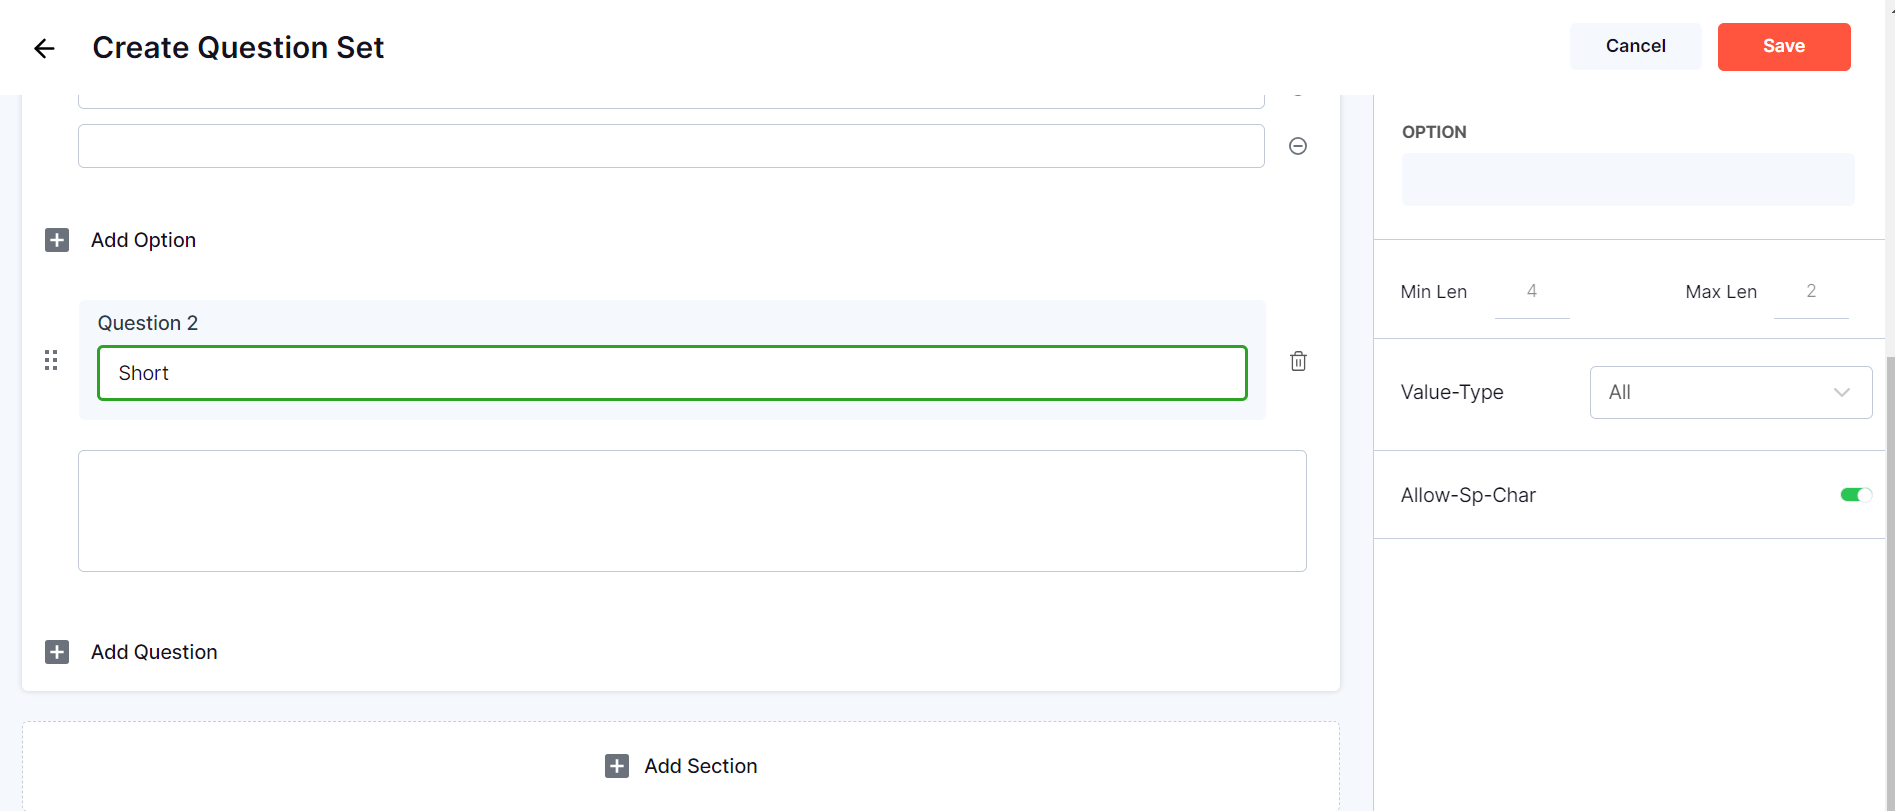 Create Question Set
Cancel
Save
Add Option
Question 2
Short
Add Question
Add Section
OPTION
Min Len 4 Max Len 2
Value-Type All
Allow-Sp-Char